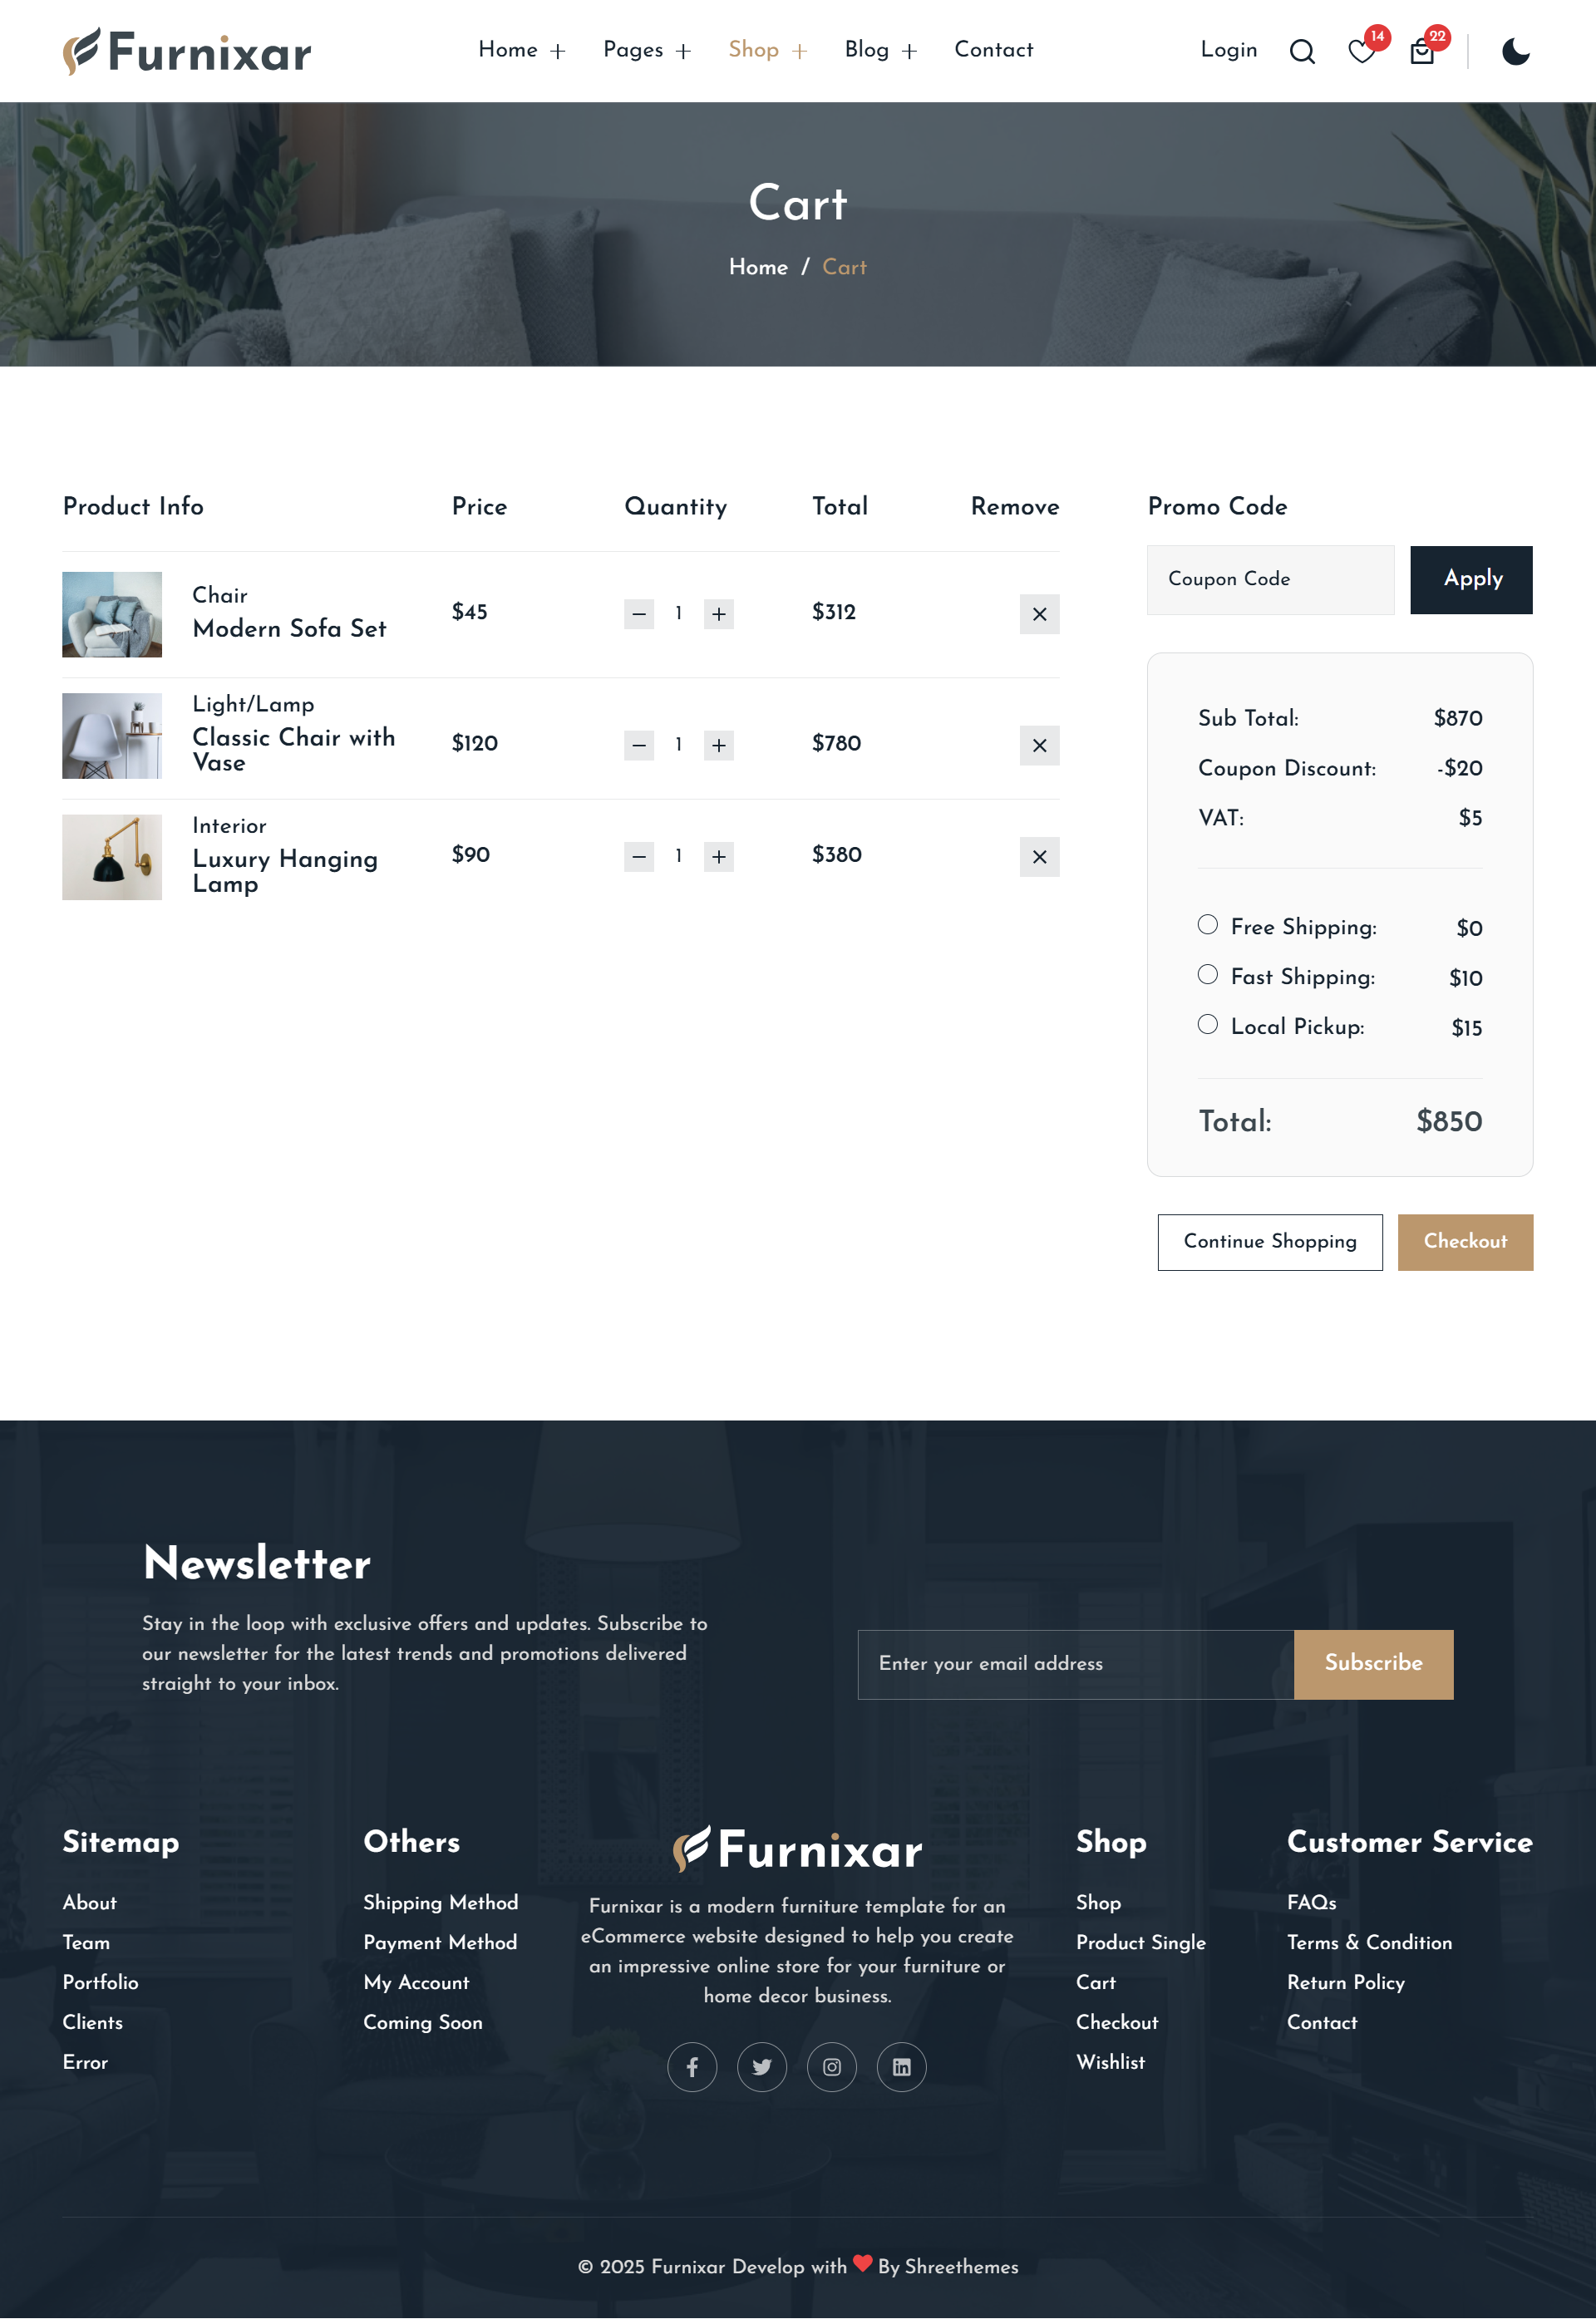 Furnixar
Home
Pages
Shop
Blog
Contact
Login
14
22
Cart
Home / Cart
Product Info
Price
Quantity
Total
Remove
Chair
Modern Sofa Set
$45
1
$312
Light/Lamp
Classic Chair with
Vase
$120
1
$780
Interior
Luxury Hanging
Lamp
$90
1
$380
Promo Code
Coupon Code
Apply
Sub Total: $870
Coupon Discount: -$20
VAT: $5
Free Shipping: $0
Fast Shipping: $10
Local Pickup: $15
Total: $850
Continue Shopping
Checkout
Newsletter
Stay in the loop with exclusive offers and updates. Subscribe to
our newsletter for the latest trends and promotions delivered
straight to your inbox.
Enter your email address
Subscribe
Sitemap
About
Team
Portfolio
Clients
Error
Others
Shipping Method
Payment Method
My Account
Coming Soon
Furnixar
Furnixar is a modern furniture template for an
eCommerce website designed to help you create
an impressive online store for your furniture or
home decor business.
Shop
Shop
Product Single
Cart
Checkout
Wishlist
Customer Service
FAQs
Terms & Condition
Return Policy
Contact
© 2025 Furnixar Develop with ❤ By Shreethemes